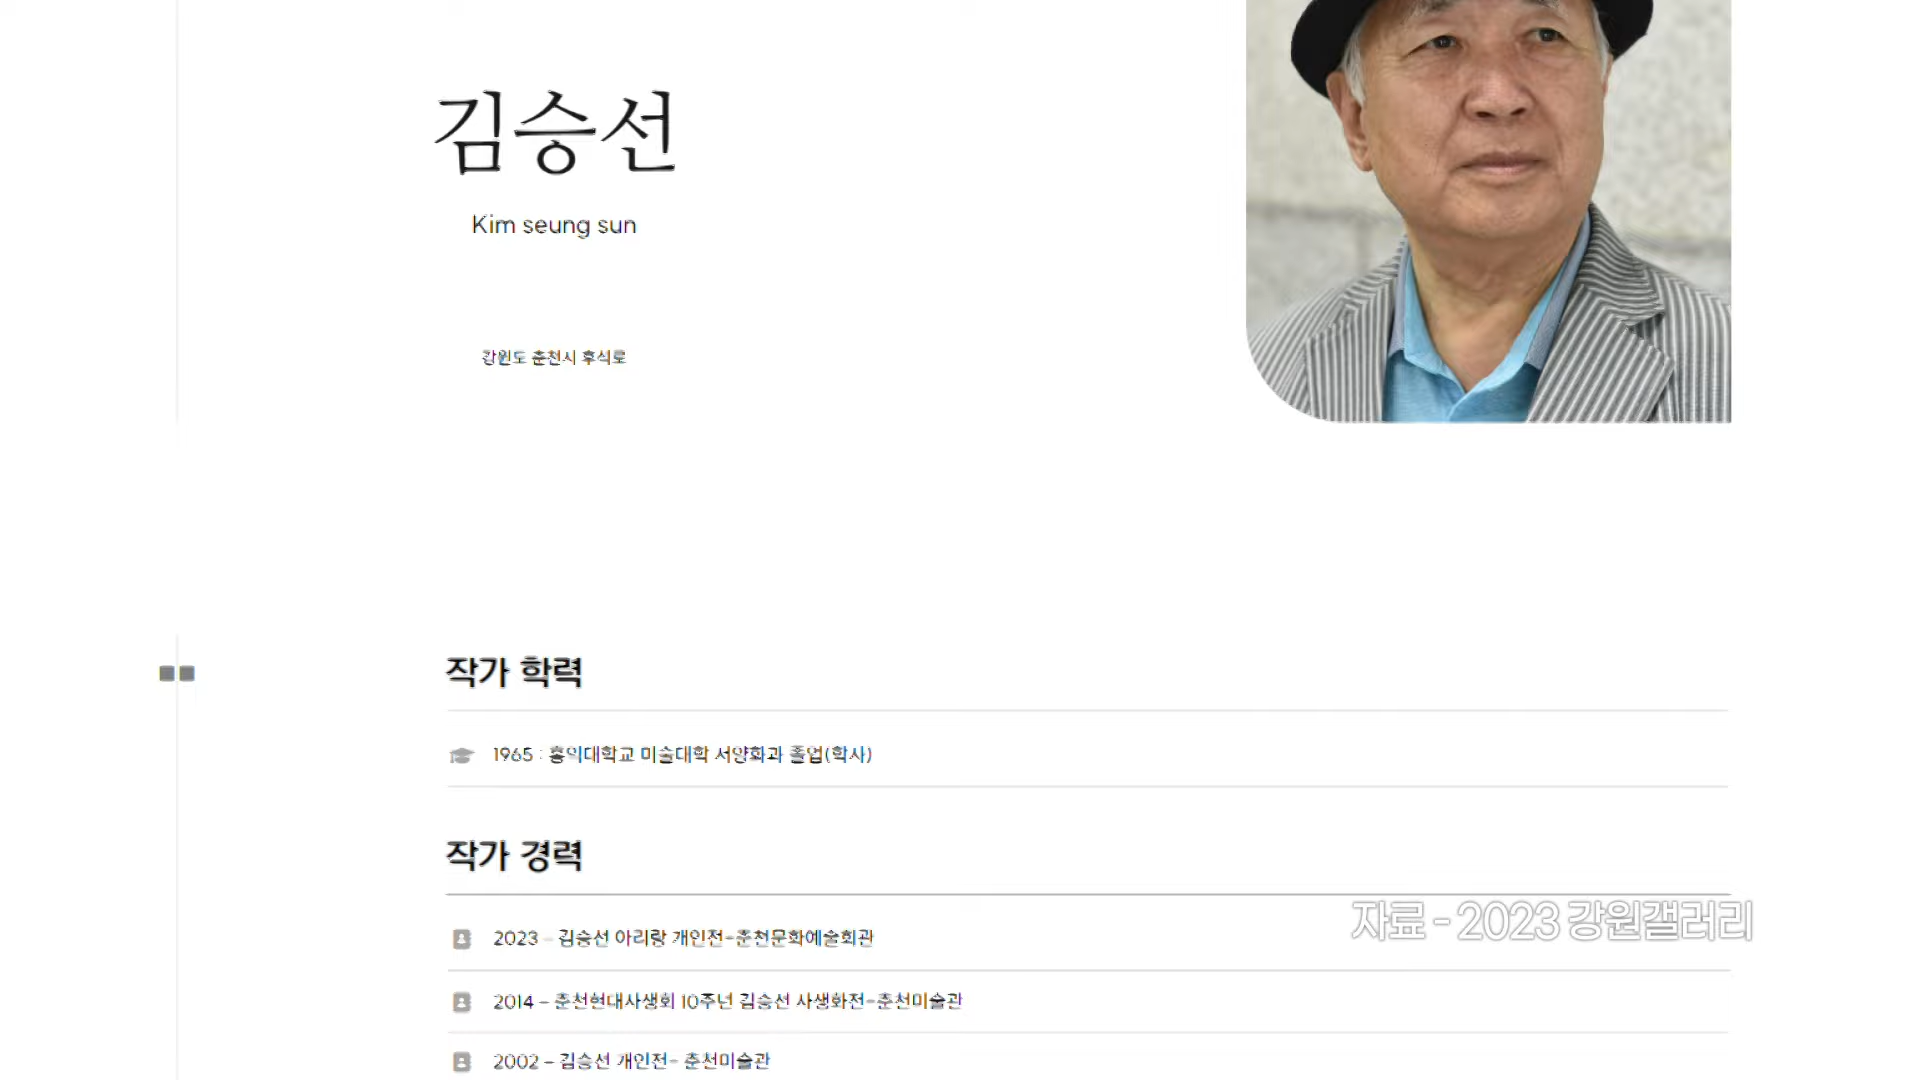 김승선
Kim seung sun
강원도 춘천시 후석로
작가 학력
1965 : 홍익대학교 미술대학 서양화과 졸업(학사)
작가 경력
2023 – 김승선 아리랑 개인전-춘천문화예술회관
자료 - 2023 강원갤러리
2014 – 춘천현대사생회 10주년 김승선 사생화전-춘천미술관
2002 – 김승선 개인전- 춘천미술관